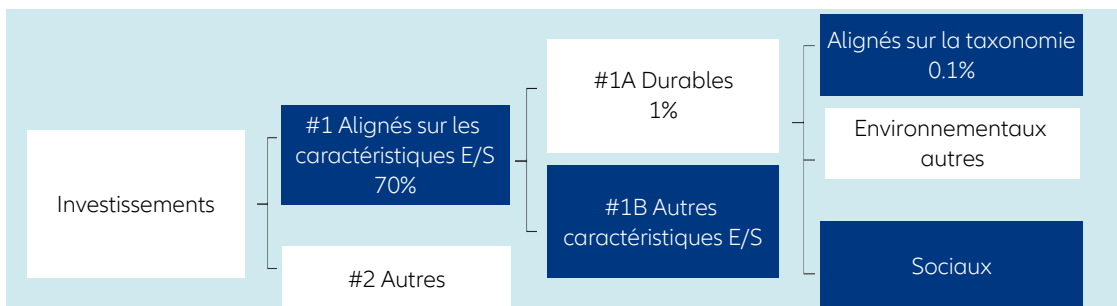 Investissements
#1 Alignés sur les
caractéristiques E/S
70%
#2 Autres
#1A Durables
1%
#1B Autres
caractéristiques E/S
Alignés sur la taxonomie
0.1%
Environnementaux
autres
Sociaux